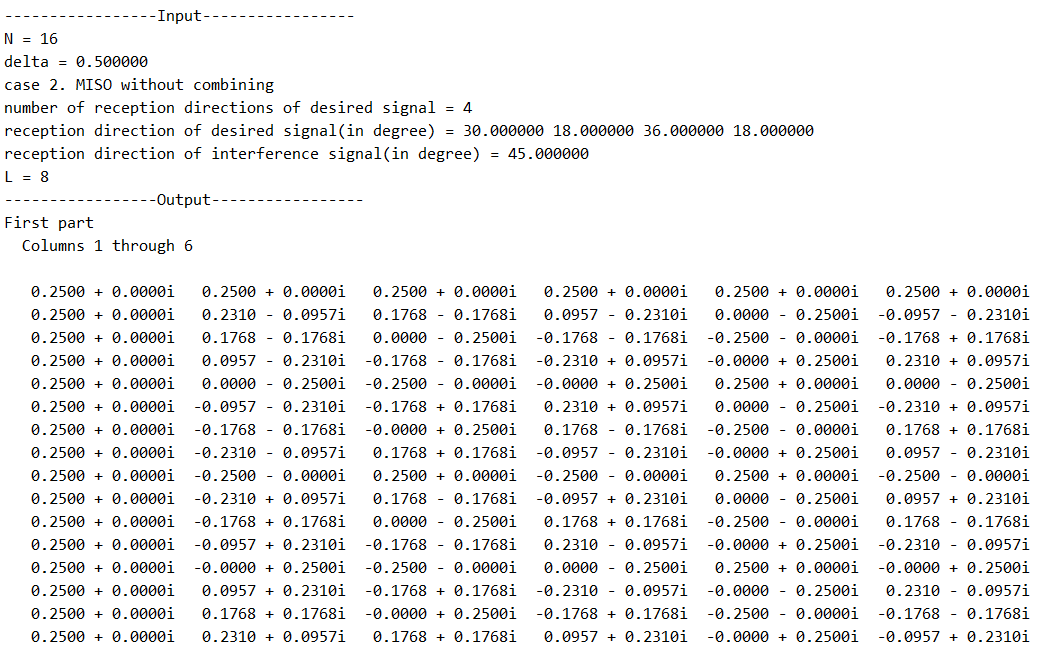 -----------------Input-----------------
N = 16
delta = 0.500000
case 2. MISO without combining
number of reception directions of desired signal = 4
reception direction of desired signal(in degree) = 30.000000 18.000000 36.000000 18.000000
reception direction of interference signal(in degree) = 45.000000
L = 8
-----------------Output-----------------
First part
  Columns 1 through 6

   0.2500 + 0.0000i   0.2500 + 0.0000i   0.2500 + 0.0000i   0.2500 + 0.0000i   0.2500 + 0.0000i   0.2500 + 0.0000i
   0.2500 + 0.0000i   0.2310 - 0.0957i   0.1768 - 0.1768i   0.0957 - 0.2310i   0.0000 - 0.2500i  -0.0957 - 0.2310i
   0.2500 + 0.0000i   0.1768 - 0.1768i   0.0000 - 0.2500i  -0.1768 - 0.1768i  -0.2500 - 0.0000i  -0.1768 + 0.1768i
   0.2500 + 0.0000i   0.0957 - 0.2310i  -0.1768 - 0.1768i  -0.2310 + 0.0957i  -0.0000 + 0.2500i   0.2310 + 0.0957i
   0.2500 + 0.0000i   0.0000 - 0.2500i  -0.2500 - 0.0000i  -0.0000 + 0.2500i   0.2500 + 0.0000i   0.0000 - 0.2500i
   0.2500 + 0.0000i  -0.0957 - 0.2310i  -0.1768 + 0.1768i   0.2310 + 0.0957i   0.0000 - 0.2500i  -0.2310 + 0.0957i
   0.2500 + 0.0000i  -0.1768 - 0.1768i  -0.0000 + 0.2500i   0.1768 - 0.1768i  -0.2500 - 0.0000i   0.1768 + 0.1768i
   0.2500 + 0.0000i  -0.2310 - 0.0957i   0.1768 + 0.1768i  -0.0957 - 0.2310i  -0.0000 + 0.2500i   0.0957 - 0.2310i
   0.2500 + 0.0000i  -0.2500 - 0.0000i   0.2500 + 0.0000i  -0.2500 - 0.0000i   0.2500 + 0.0000i  -0.2500 - 0.0000i
   0.2500 + 0.0000i  -0.2310 + 0.0957i   0.1768 - 0.1768i  -0.0957 + 0.2310i   0.0000 - 0.2500i   0.0957 + 0.2310i
   0.2500 + 0.0000i  -0.1768 + 0.1768i   0.0000 - 0.2500i   0.1768 + 0.1768i  -0.2500 - 0.0000i   0.1768 - 0.1768i
   0.2500 + 0.0000i  -0.0957 + 0.2310i  -0.1768 - 0.1768i   0.2310 - 0.0957i  -0.0000 + 0.2500i  -0.2310 - 0.0957i
   0.2500 + 0.0000i  -0.0000 + 0.2500i  -0.2500 - 0.0000i   0.0000 - 0.2500i   0.2500 + 0.0000i  -0.0000 + 0.2500i
   0.2500 + 0.0000i   0.0957 + 0.2310i  -0.1768 + 0.1768i  -0.2310 - 0.0957i  -0.0000 - 0.2500i   0.2310 - 0.0957i
   0.2500 + 0.0000i   0.1768 + 0.1768i  -0.0000 + 0.2500i  -0.1768 + 0.1768i  -0.2500 - 0.0000i  -0.1768 - 0.1768i
   0.2500 + 0.0000i   0.2310 + 0.0957i   0.1768 + 0.1768i   0.0957 + 0.2310i  -0.0000 + 0.2500i  -0.0957 + 0.2310i